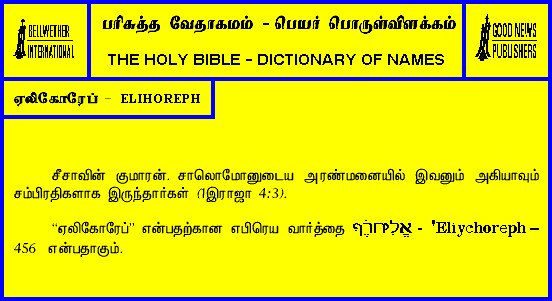 BELLWETHER
INTERNATIONAL
பரிசுத்த வேதாகமம் - பெயர் பொருள்விளக்கம்
THE HOLY BIBLE - DICTIONARY OF NAMES
GOOD NEWS
PUBLISHERS
ஏலிகோரேப் - ELIHOREPH
சீசாவின் குமாரன். சாலொமோனுடைய அரண்மனையில் இவனும் அகியாவும்
சம்பிரதிகளாக இருந்தார்கள் (1இராஜா 4:3).
“ஏலிகோரேப்” என்பதற்கான எபிரெய வார்த்தை אֱלִיחֹרֶף - 'Eliychoreph –
456 என்பதாகும்.